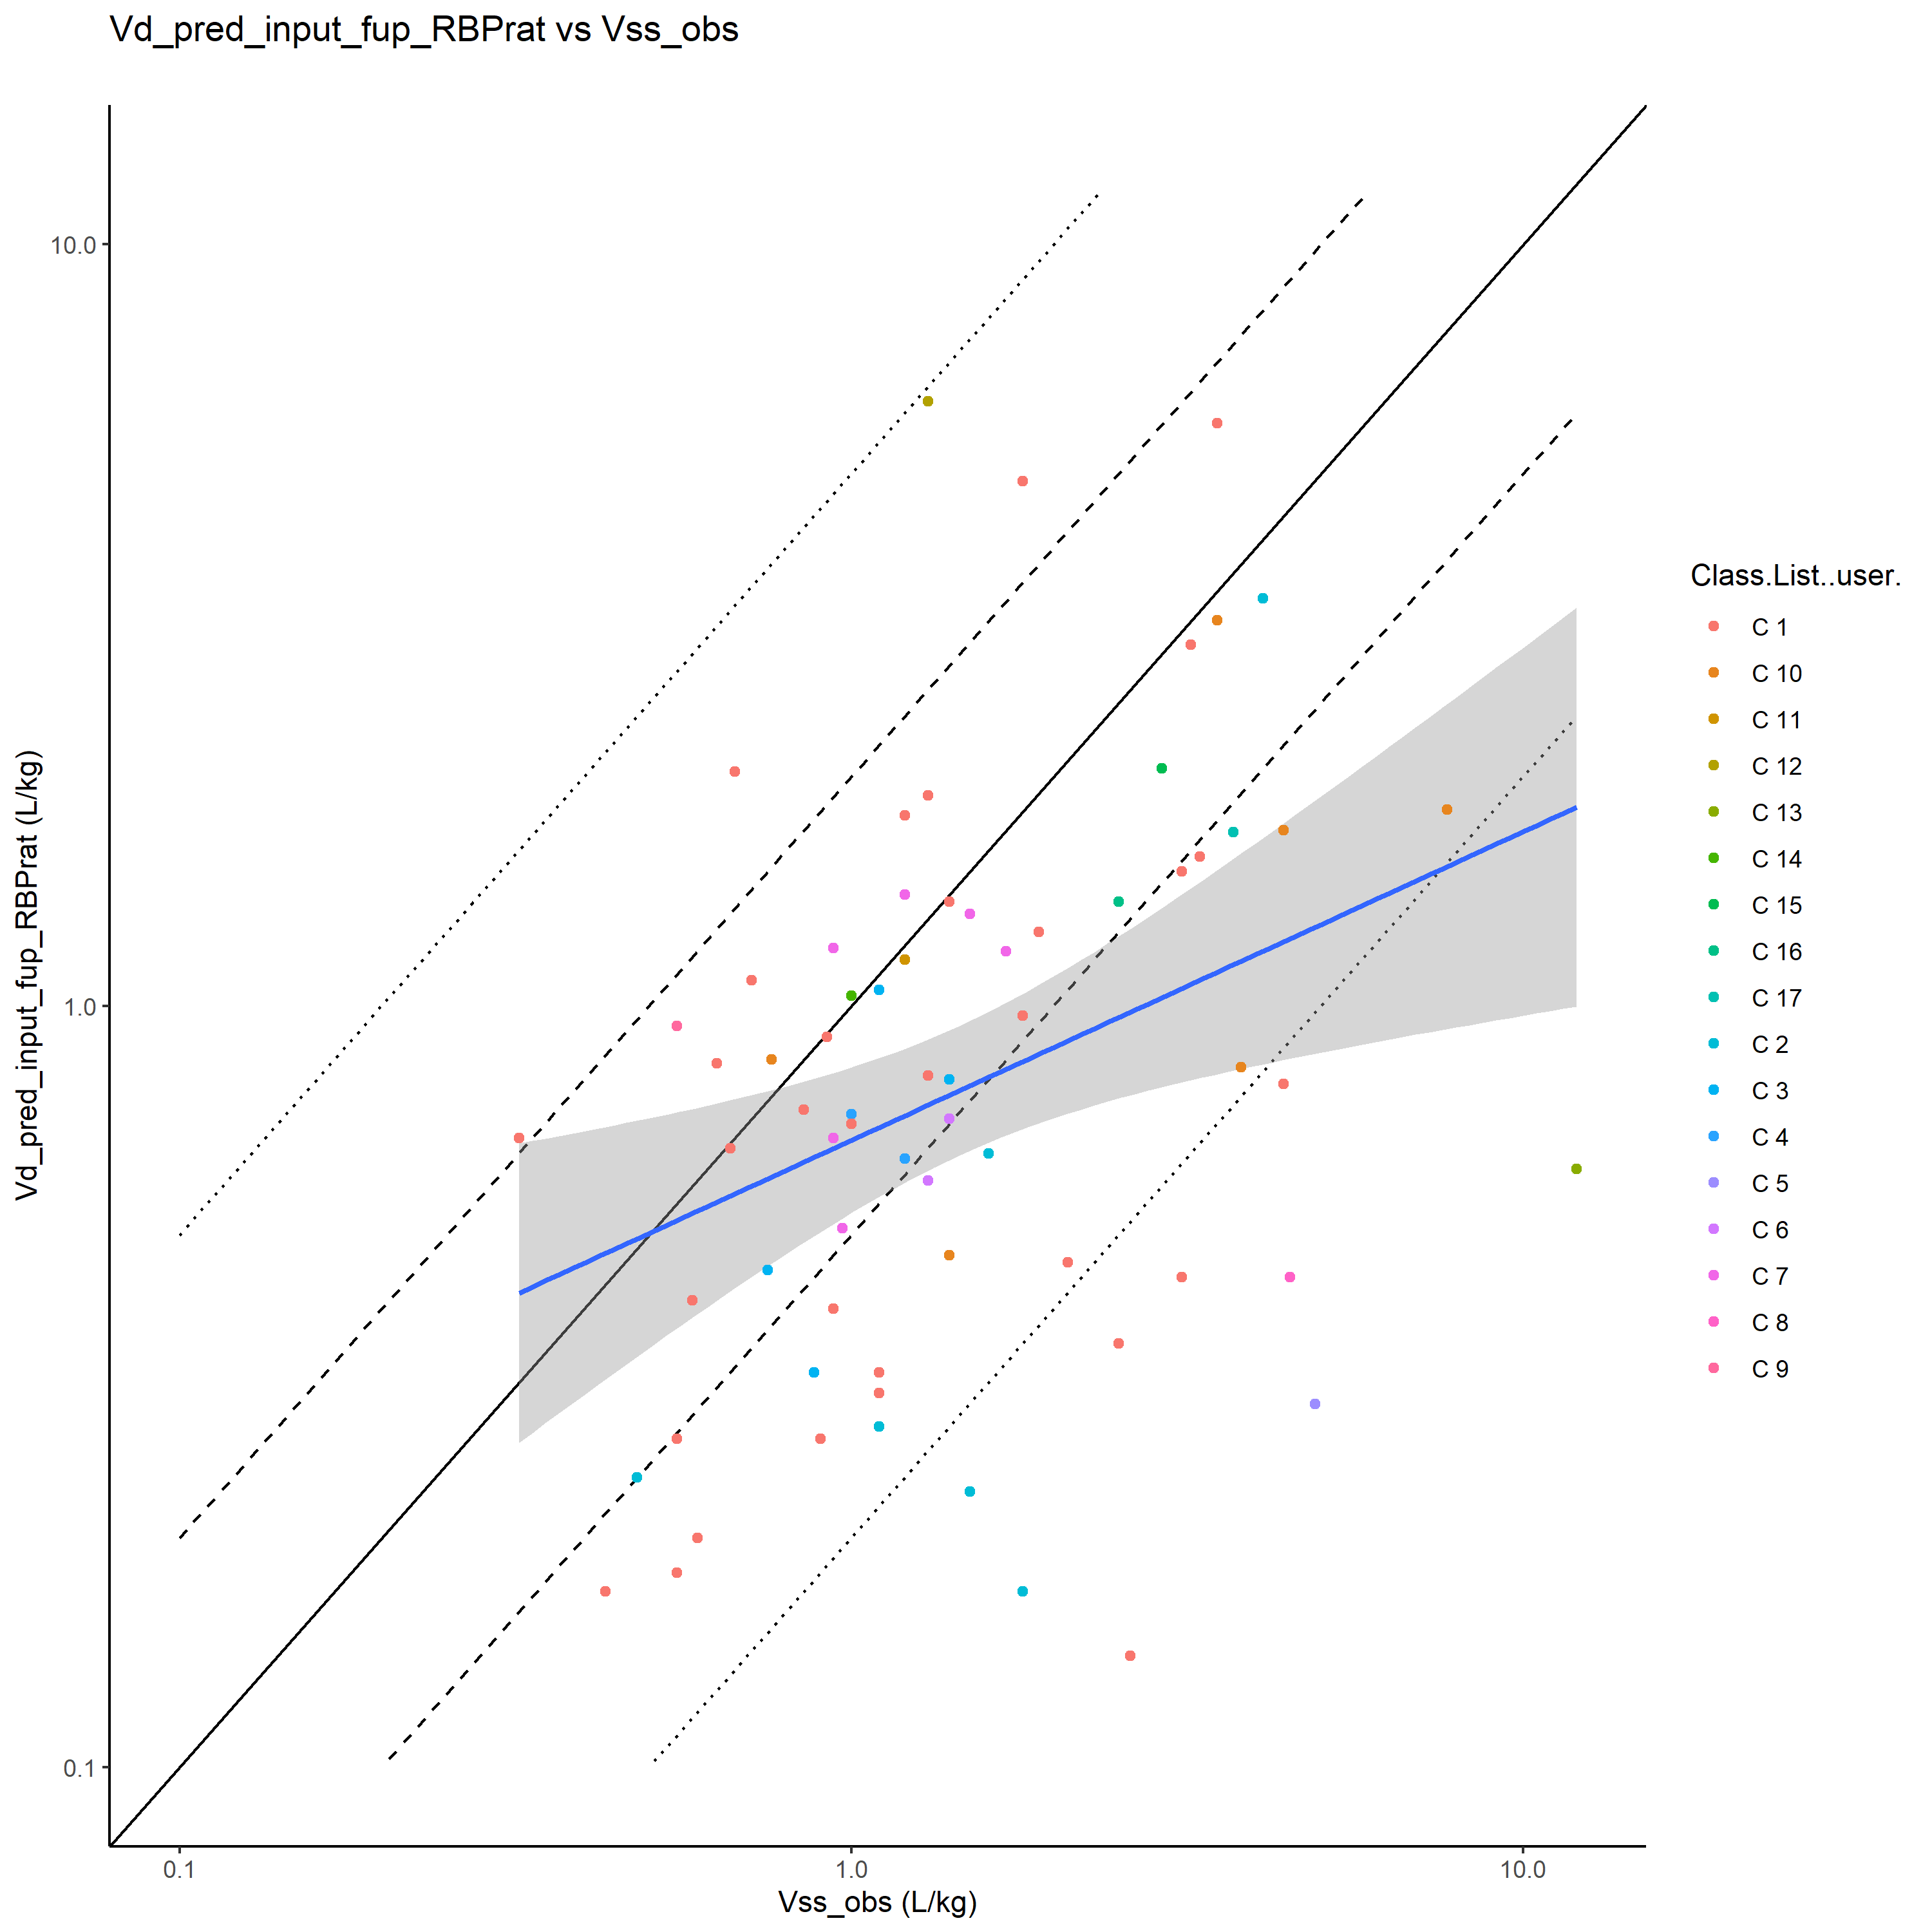 Vd_pred_input_fup_RBPrat vs Vss_obs
Vd_pred_input_fup_RBPrat (L/kg)
10.0
1.0
0.1
0.1
1.0
10.0
Vss_obs (L/kg)
Class.List..user.
C 1
C 10
C 11
C 12
C 13
C 14
C 15
C 16
C 17
C 2
C 3
C 4
C 5
C 6
C 7
C 8
C 9